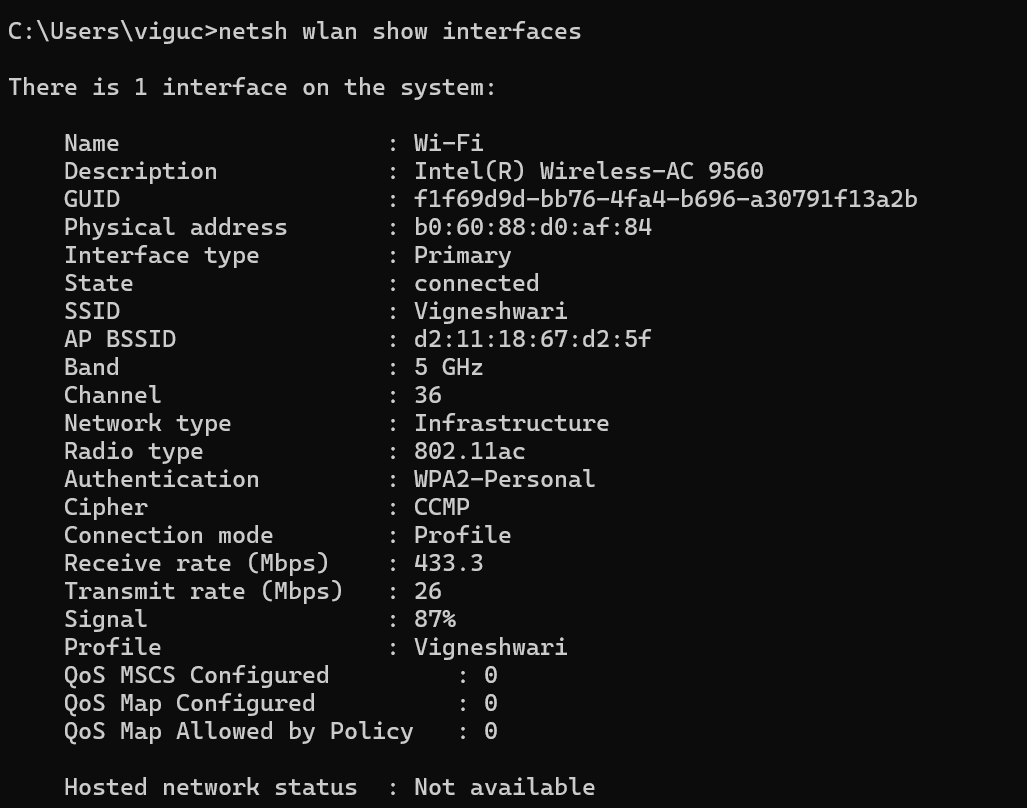 C:\Users\viguc>netsh wlan show interfaces
There is 1 interface on the system:
Name : Wi-Fi
Description : Intel(R) Wireless-AC 9560
GUID : f1f69d9d-bb76-4fa4-b696-a30791f13a2b
Physical address : b0:60:88:d0:af:84
Interface type : Primary
State : connected
SSID : Vigneshwari
AP BSSID : d2:11:18:67:d2:5f
Band : 5 GHz
Channel : 36
Network type : Infrastructure
Radio type : 802.11ac
Authentication : WPA2-Personal
Cipher : CCMP
Connection mode : Profile
Receive rate (Mbps) : 433.3
Transmit rate (Mbps) : 26
Signal : 87%
Profile : Vigneshwari
QoS MSCS Configured : 0
QoS Map Configured : 0
QoS Map Allowed by Policy : 0
Hosted network status : Not available